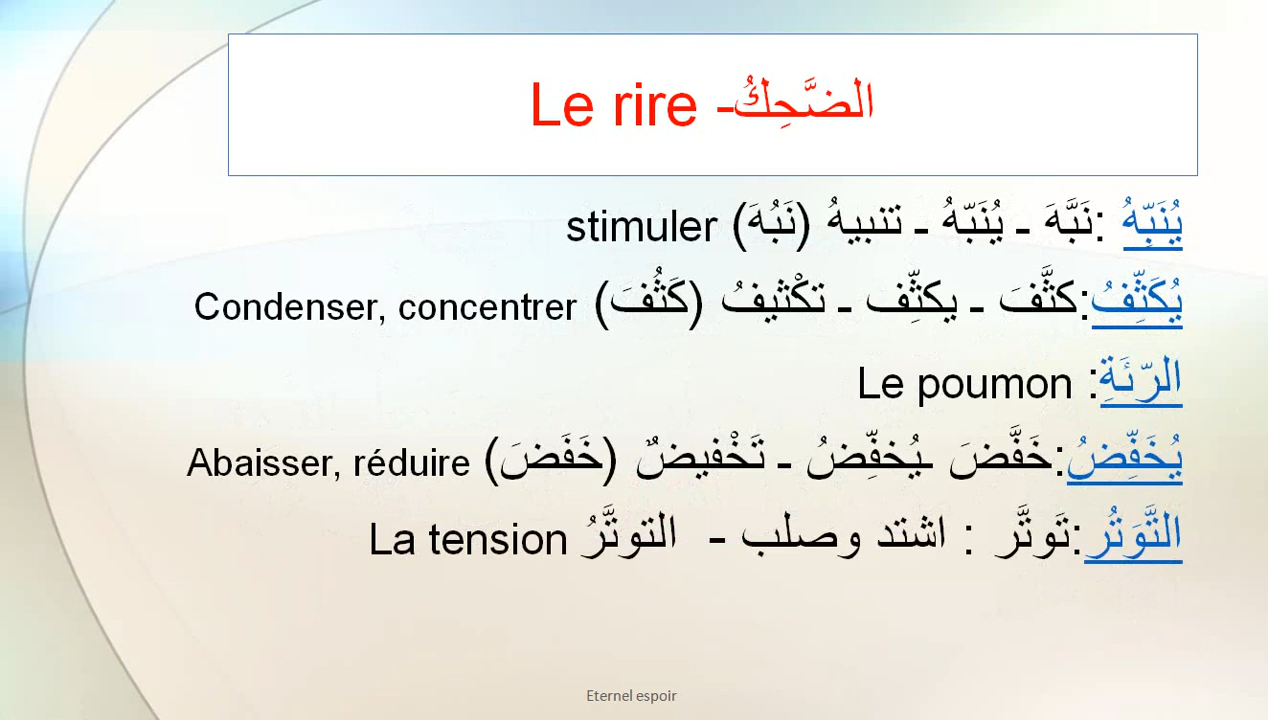 الضَّحِكُ- Le rire
يُنَبِّهُ :نَبَّهَ - يُنَبّهُ - تنبيهُ (نَبُهَ) stimuler
يُكَثِّفُ:كثَّفَ - يكثِّف - تكْثيفُ (كَثُفَ) Condenser, concentrer
الرّئَةِ: Le poumon
يُخَفِّضُ:خَفَّضَ -يُخفِّضُ - تَخْفيضٌ (خَفَضَ) Abaisser, réduire
التَّوَتُر:تَوتَّر : اشتد وصلب - التوتَّرُ La tension
Eternel espoir